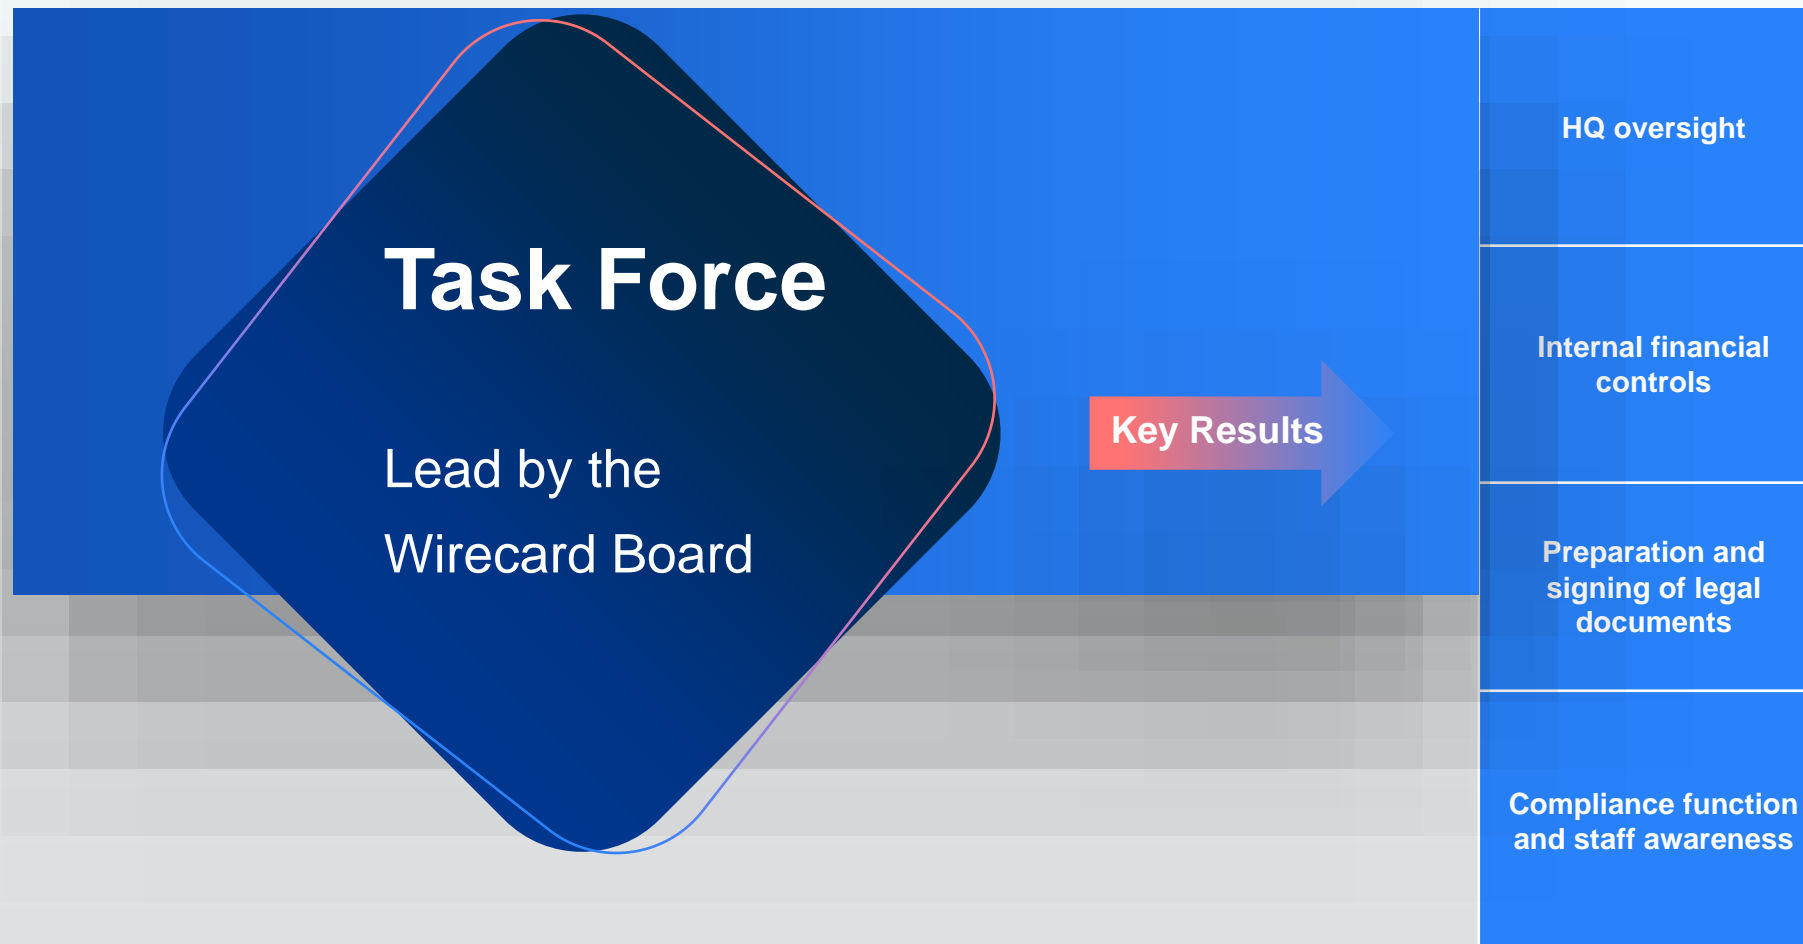 Task Force
Lead by the
Wirecard Board
Key Results
HQ oversight
Internal financial
controls
Preparation and
signing of legal
documents
Compliance function
and staff awareness